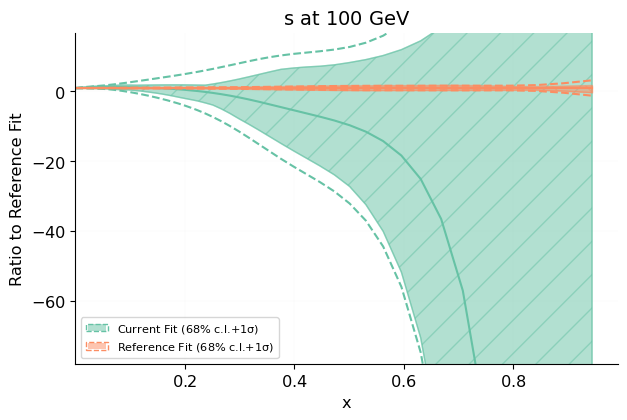 s at 100 GeV
Ratio to Reference Fit
0
−20
−40
−60
Current Fit (68% c.l.+1σ)
Reference Fit (68% c.l.+1σ)
0.2 0.4 0.6 0.8
x